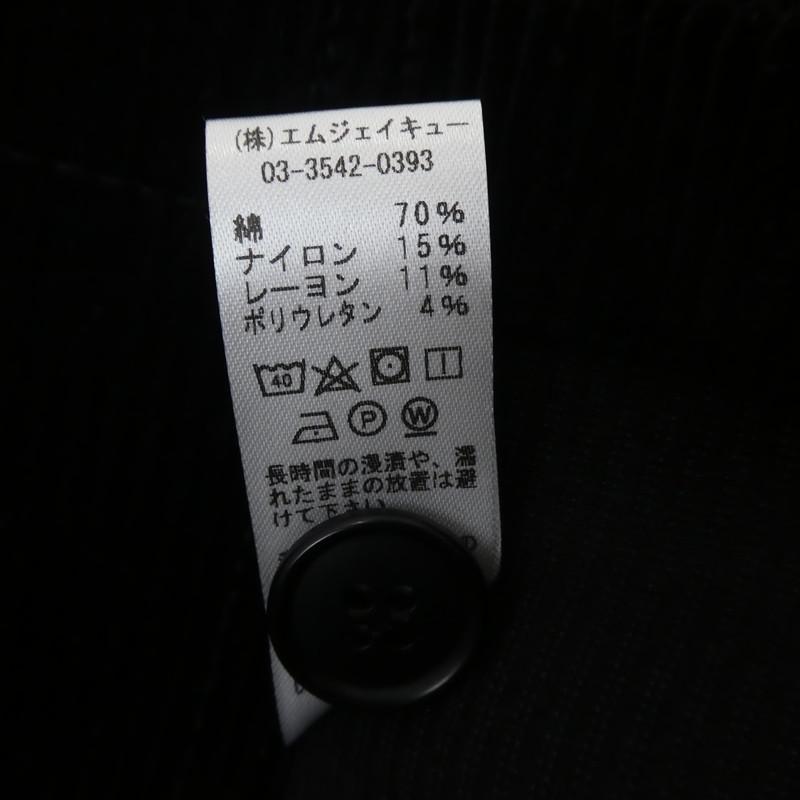 (株)エムジェイキュー
03-3542-0393
綿 70%
ナイロン 15%
レーヨン 11%
ポリウレタン 4%
40
P W
長時間の浸漬や、濡
れたままの放置は避
けて下さい
の